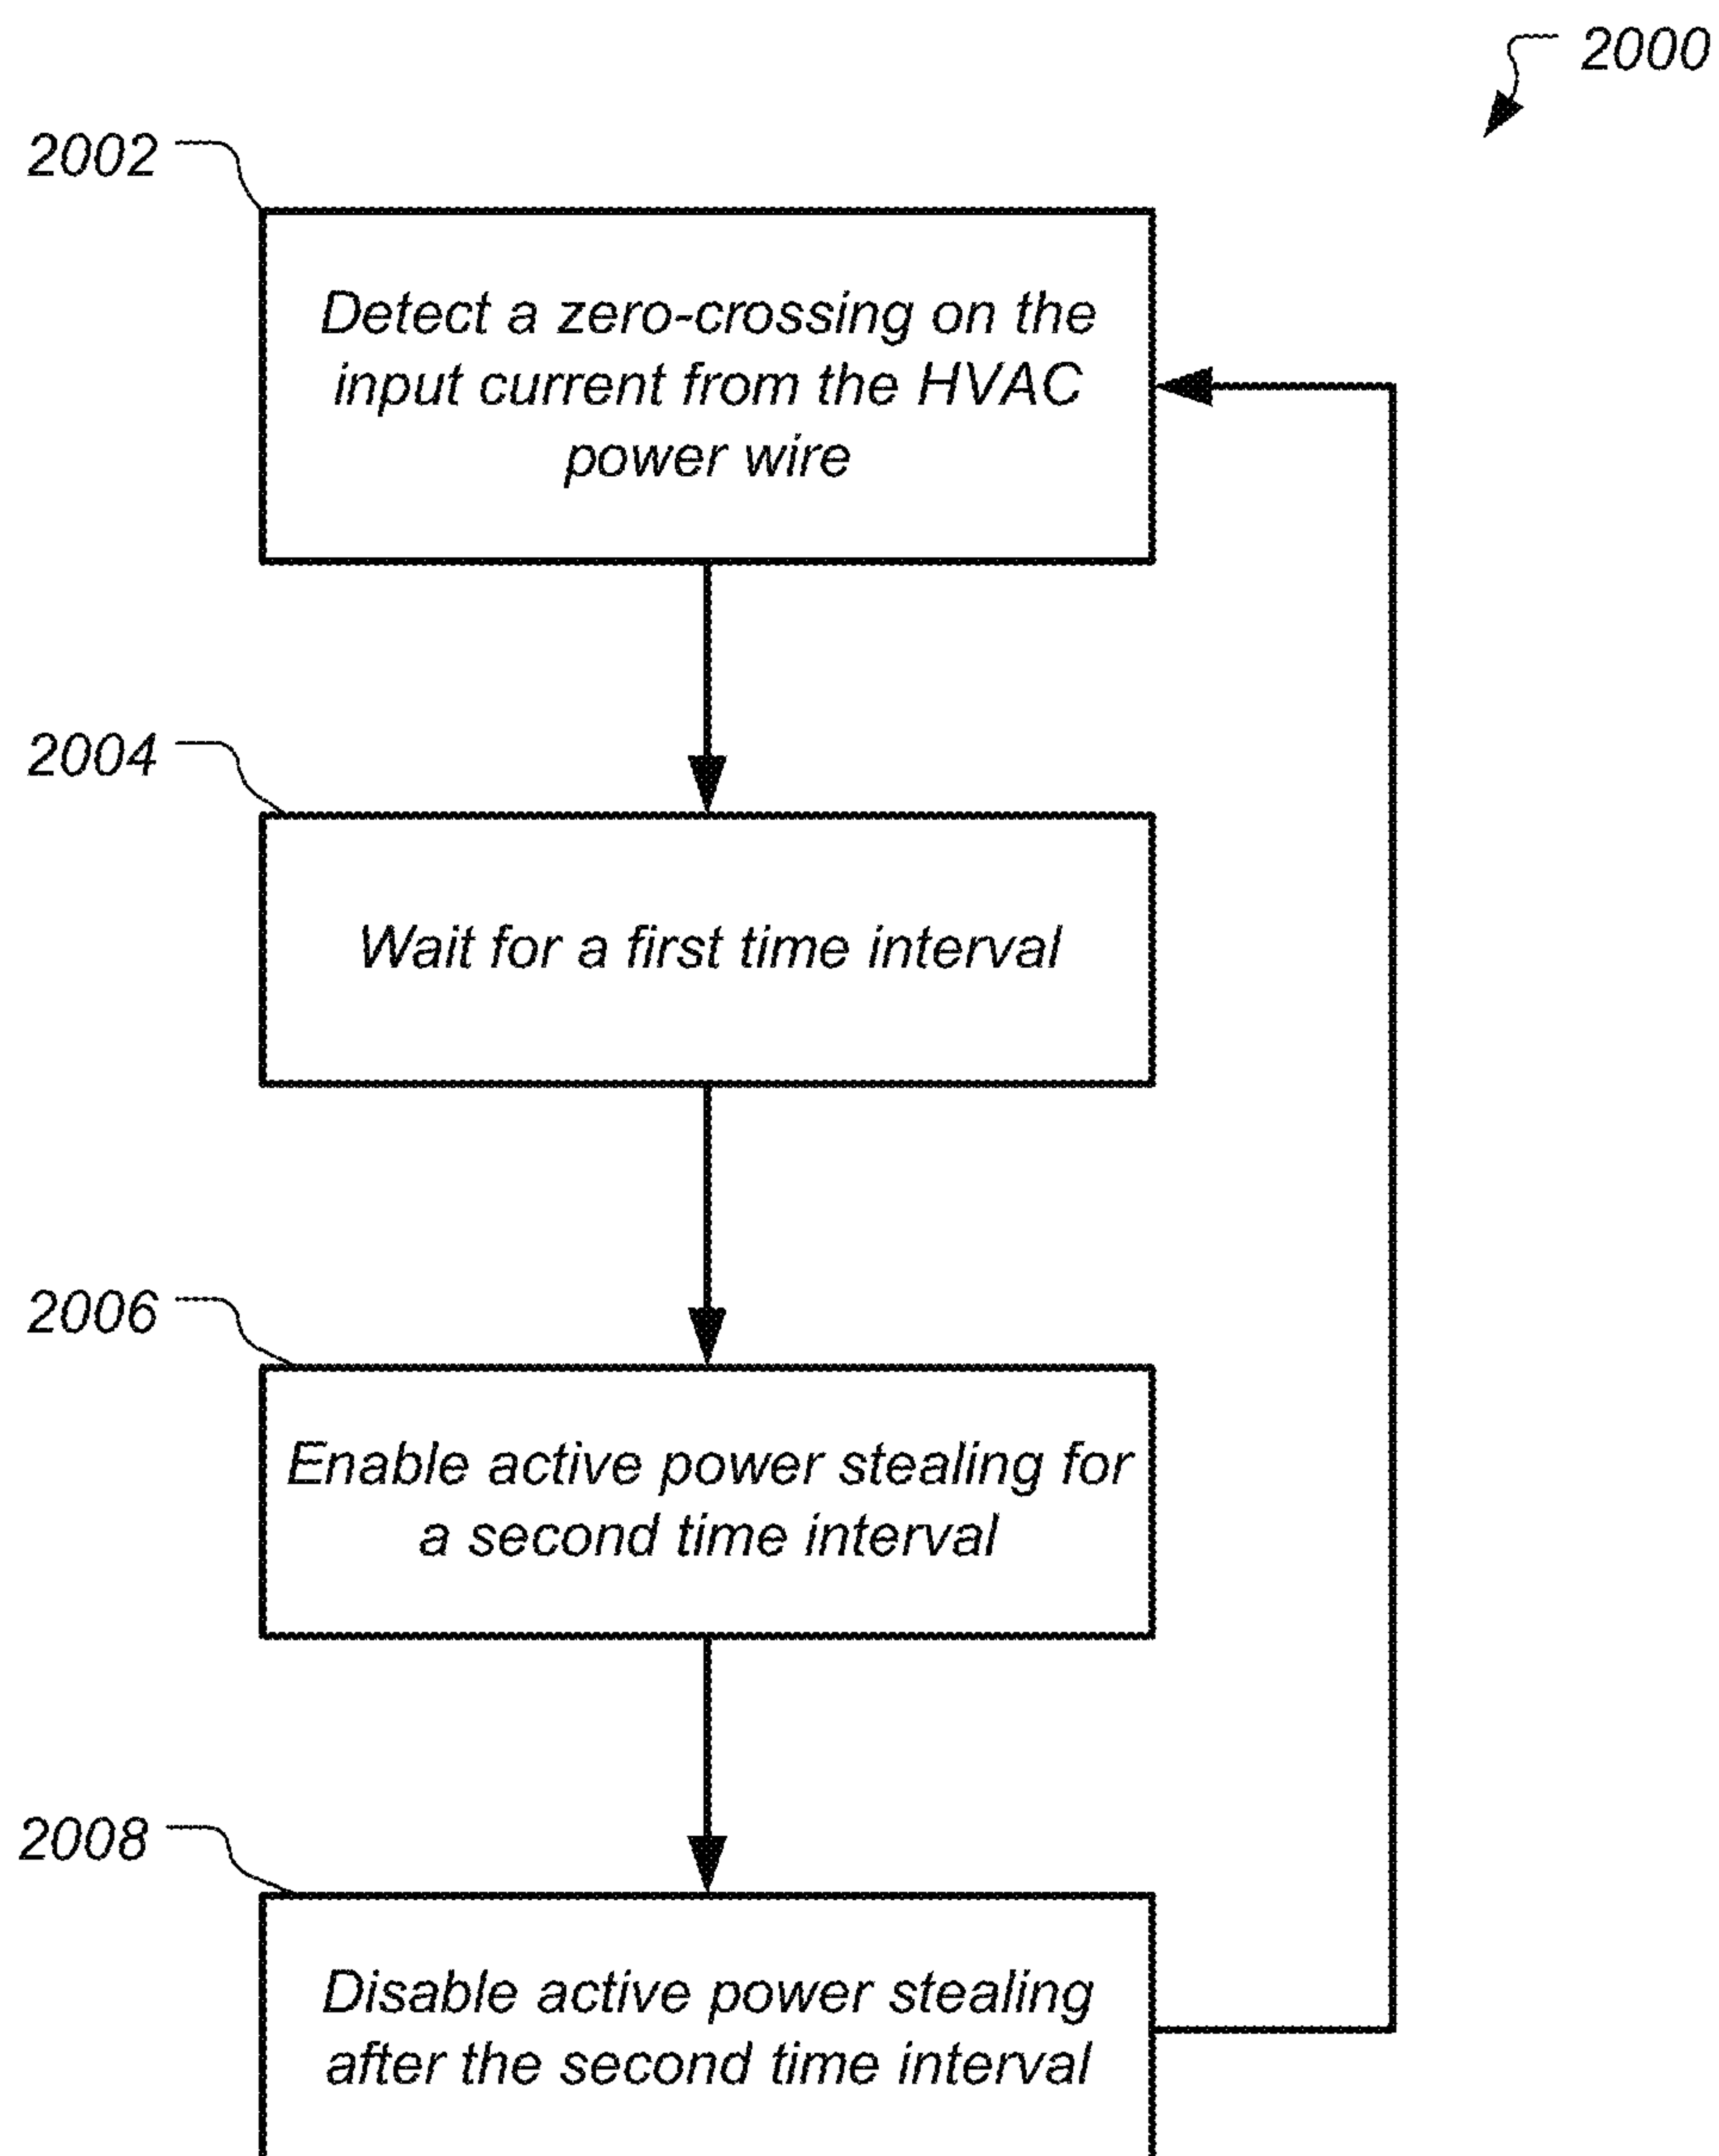 2000
2002
Detect a zero-crossing on the
input current from the HVAC
power wire
2004
Wait for a first time interval
2006
Enable active power stealing for
a second time interval
2008
Disable active power stealing
after the second time interval